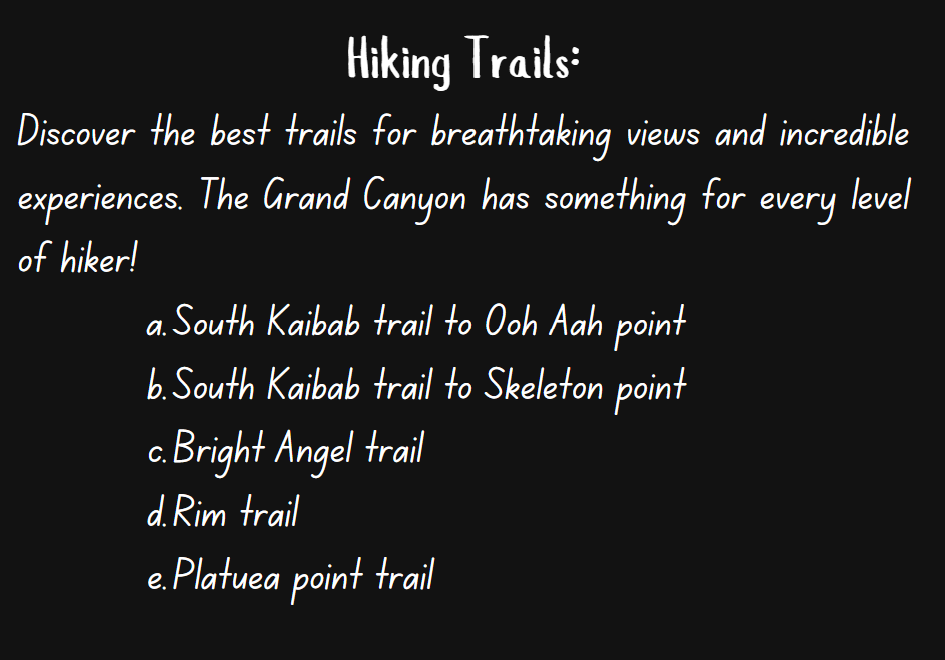 Hiking Trails:
Discover the best trails for breathtaking views and incredible
experiences. The Grand Canyon has something for every level
of hiker!
a. South Kaibab trail to Ooh Aah point
b. South Kaibab trail to Skeleton point
c. Bright Angel trail
d. Rim trail
e. Platuea point trail